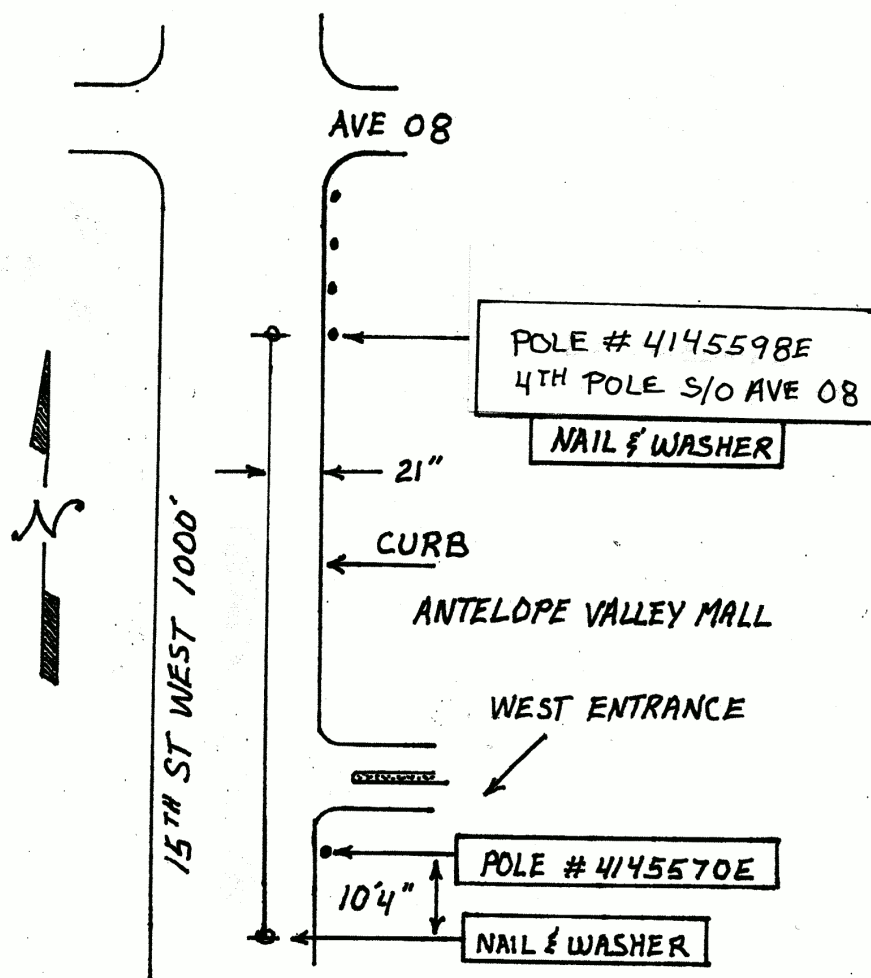 AVE 08
POLE # 4145598E
4TH POLE S/O AVE 08
NAIL & WASHER
21"
CURB
N
15TH ST WEST 1000'
ANTELOPE VALLEY MALL
WEST ENTRANCE
POLE # 4145570E
10'4"
NAIL & WASHER